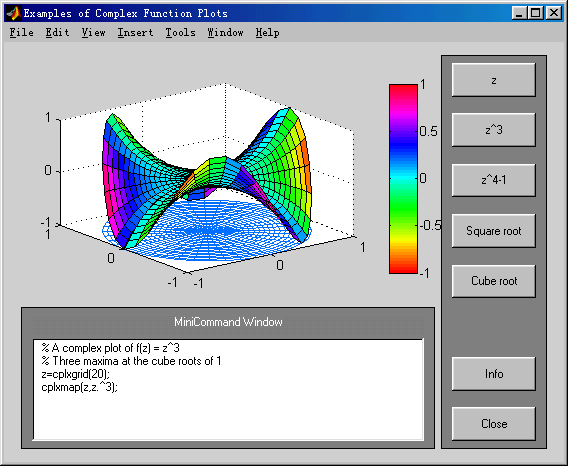 Examples of Complex Function Plots
File Edit View Insert Tools Window Help
1
0
-1
1
0
-1
-1
0
1
1
0.5
0
-0.5
-1
z
z^3
z^4-1
Square root
Cube root
Info
Close
MiniCommand Window
% A complex plot of f(z) = z^3
% Three maxima at the cube roots of 1
z=cplxgrid(20);
cplxmap(z,z.^3);